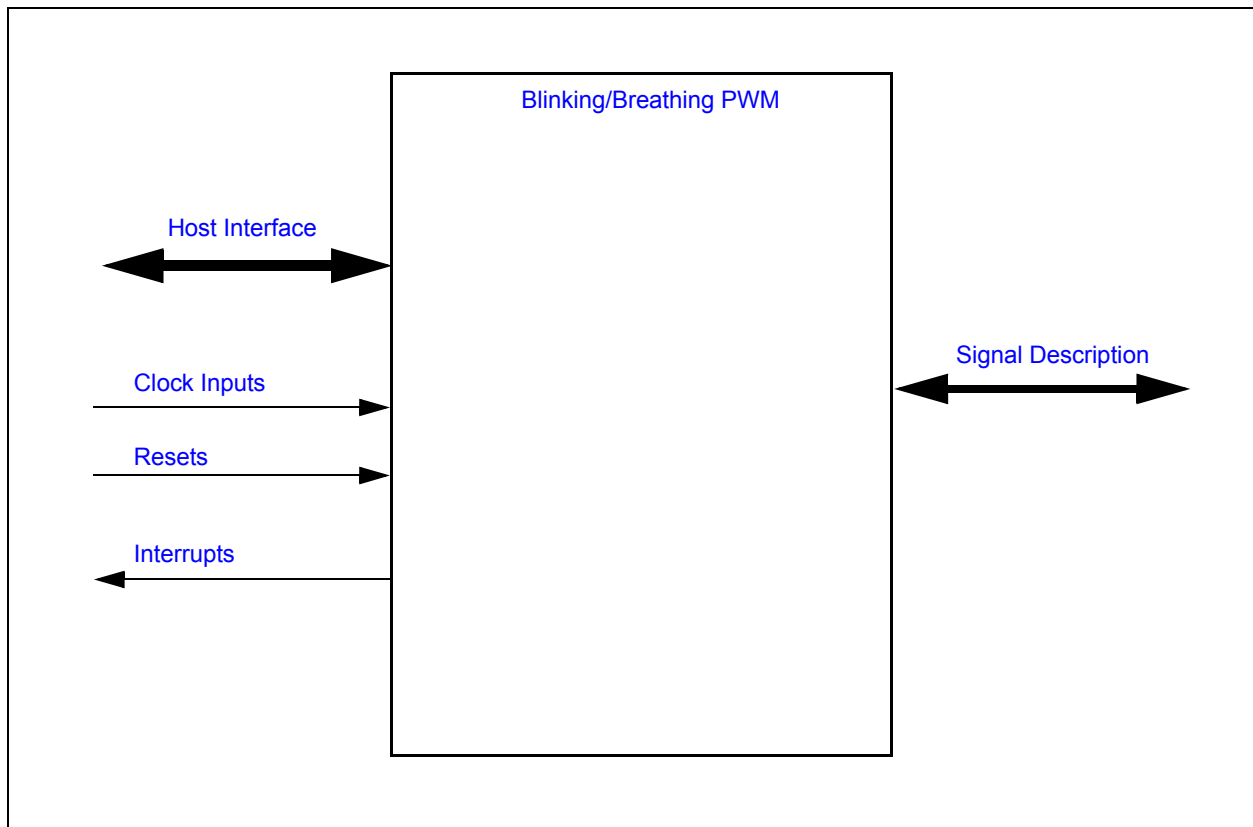 Blinking/Breathing PWM
Host Interface
Signal Description
Clock Inputs
Resets
Interrupts